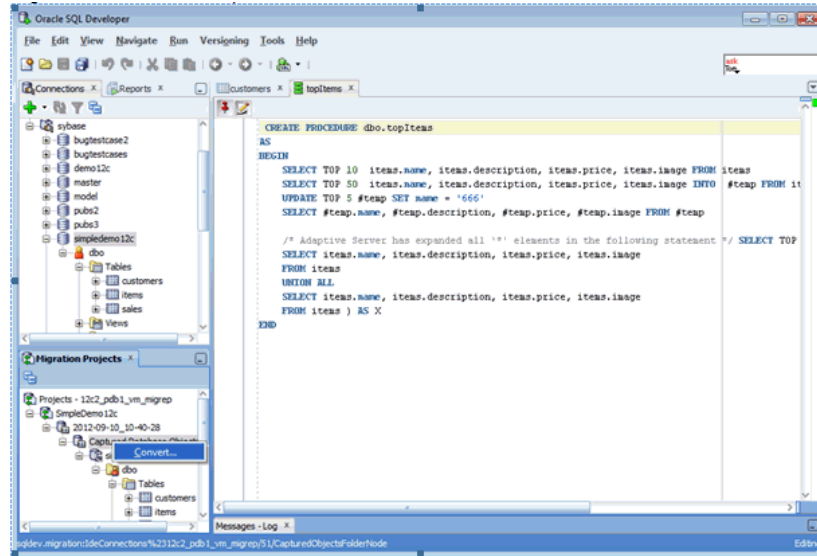 Oracle SQL Developer
File Edit View Navigate Run Versioning Tools Help
ask
Connections x Reports x
customers x topItems x
sybase
bugtestcase2
bugtestcases
demo12c
master
model
pubs2
pubs3
simpledemo12c
dbo
Tables
customers
items
sales
Views
CREATE PROCEDURE dbo.topItems
AS
BEGIN
SELECT TOP 10 items.name, items.description, items.price, items.image FROM items
SELECT TOP 50 items.name, items.description, items.price, items.image INTO #temp FROM it
UPDATE TOP 5 #temp SET name = '666'
SELECT #temp.name, #temp.description, #temp.price, #temp.image FROM #temp
/* Adaptive Server has expanded all '*' elements in the following statement */ SELECT TOP
SELECT items.name, items.description, items.price, items.image
FROM items
UNION ALL
SELECT items.name, items.description, items.price, items.image
FROM items ) AS X
END
Migration Projects x
Projects - 12c2_pdb1_vm_migrep
SimpleDemo12c
2012-09-10_10-40-28
Captured Database Objects
Convert...
dbo
Tables
customers
items
Messages - Log x
sqldev.migration:IdeConnections%2312c2_pdb1_vm_migrep/51/CapturedObjectsFolderNode
Editin